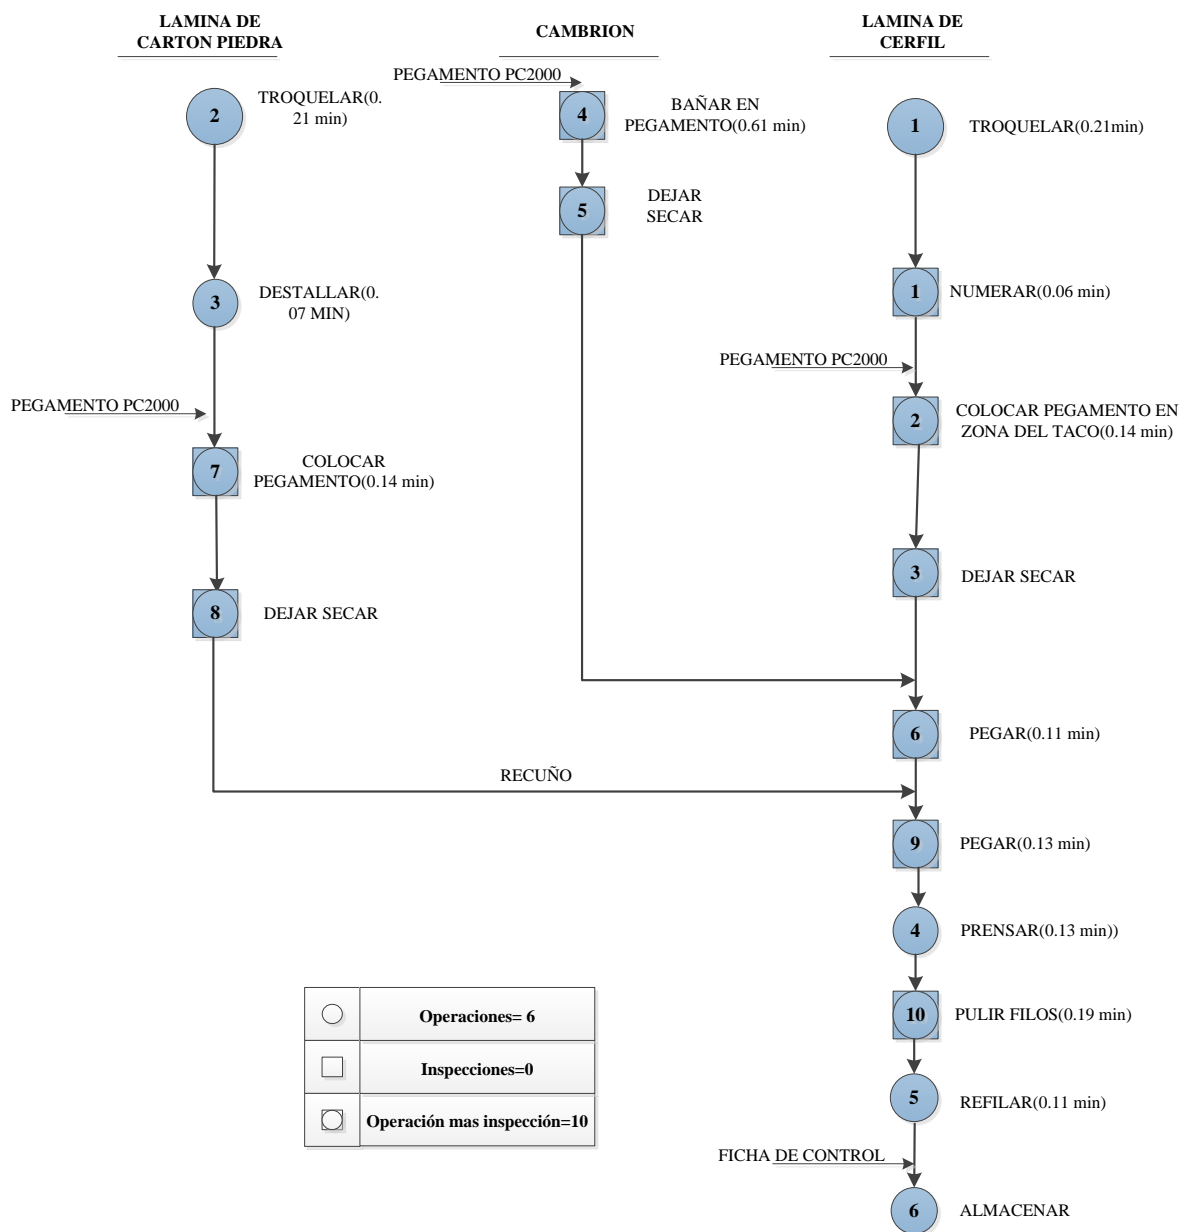 LAMINA DE
CARTON PIEDRA
CAMBRION
LAMINA DE
CERFIL
PEGAMENTO PC2000
2
TROQUELAR(0.
21 min)
4
BAÑAR EN
PEGAMENTO(0.61 min)
1
TROQUELAR(0.21min)
5
DEJAR
SECAR
3
DESTALLAR(0.
07 MIN)
1
NUMERAR(0.06 min)
PEGAMENTO PC2000
PEGAMENTO PC2000
2
COLOCAR PEGAMENTO EN
ZONA DEL TACO(0.14 min)
7
COLOCAR
PEGAMENTO(0.14 min)
3
DEJAR SECAR
8
DEJAR SECAR
6
PEGAR(0.11 min)
RECUÑO
9
PEGAR(0.13 min)
4
PRENSAR(0.13 min))
10
PULIR FILOS(0.19 min)
5
REFILAR(0.11 min)
FICHA DE CONTROL
6
ALMACENAR
Operaciones= 6
Inspecciones=0
Operación mas inspección=10